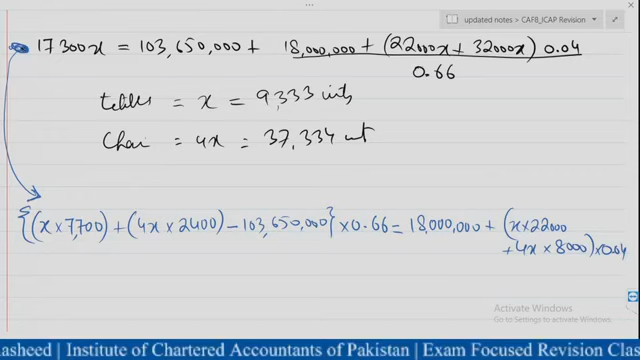 updated notes > CAF8_ICAP Revision
17300x = 103,650,000 + 18,000,000 + (22000x + 32000x) 0.04
0.66
tables = x = 9,333 units
Chair = 4x = 37,334 unit
{(x × 7,700) + (4x × 2400) – 103,650,000} × 0.66 = 18,000,000 + (x × 22000
+ 4x × 8000) × 0.04
Activate Windows
Go to Settings to activate Windows.
asheed | Institute of Chartered Accountants of Pakistan | Exam Focused Revision Clas